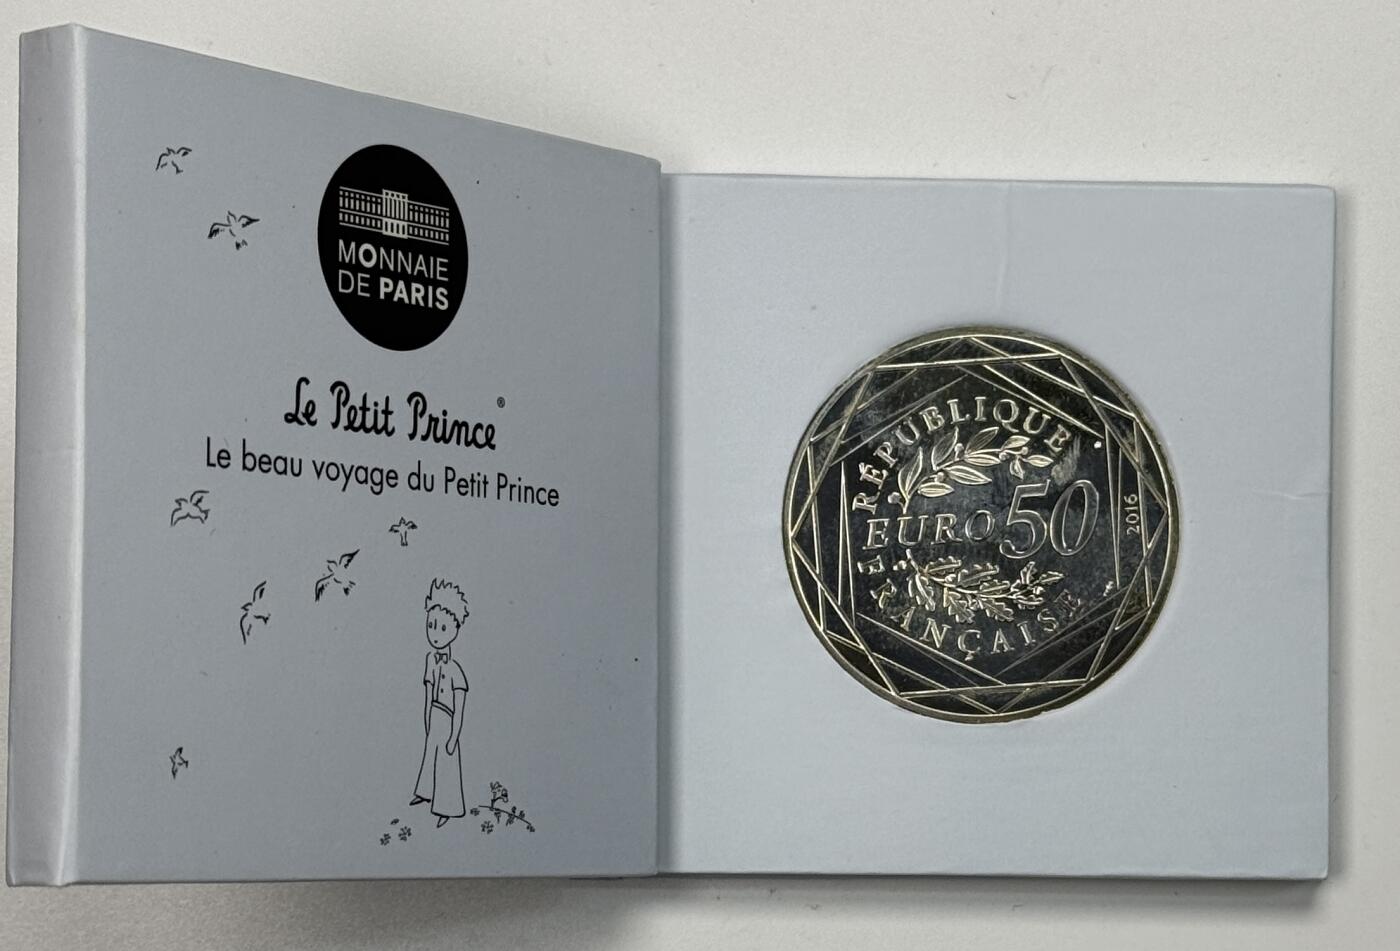 MONNAIE
DE PARIS
Le Petit Prince®
Le beau voyage du Petit Prince
RÉPUBLIQUE
EURO 50
FRANÇAISE
2016